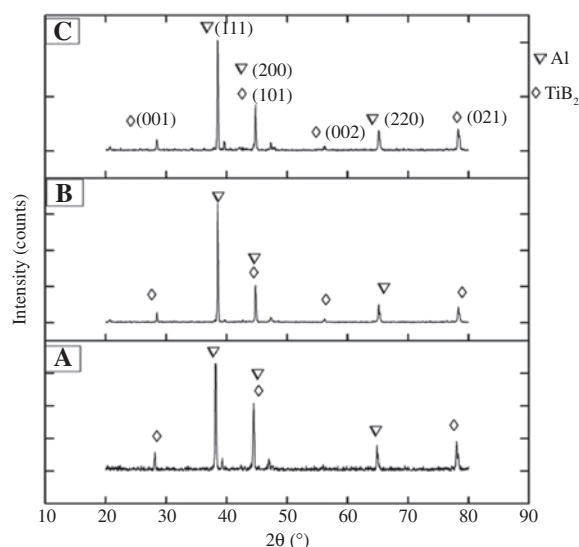 C
(111)
Al
(200)
TiB2
(101)
(001)
(002)
(220)
(021)
B
Intensity (counts)
A
10 20 30 40 50 60 70 80 90
2θ (°)